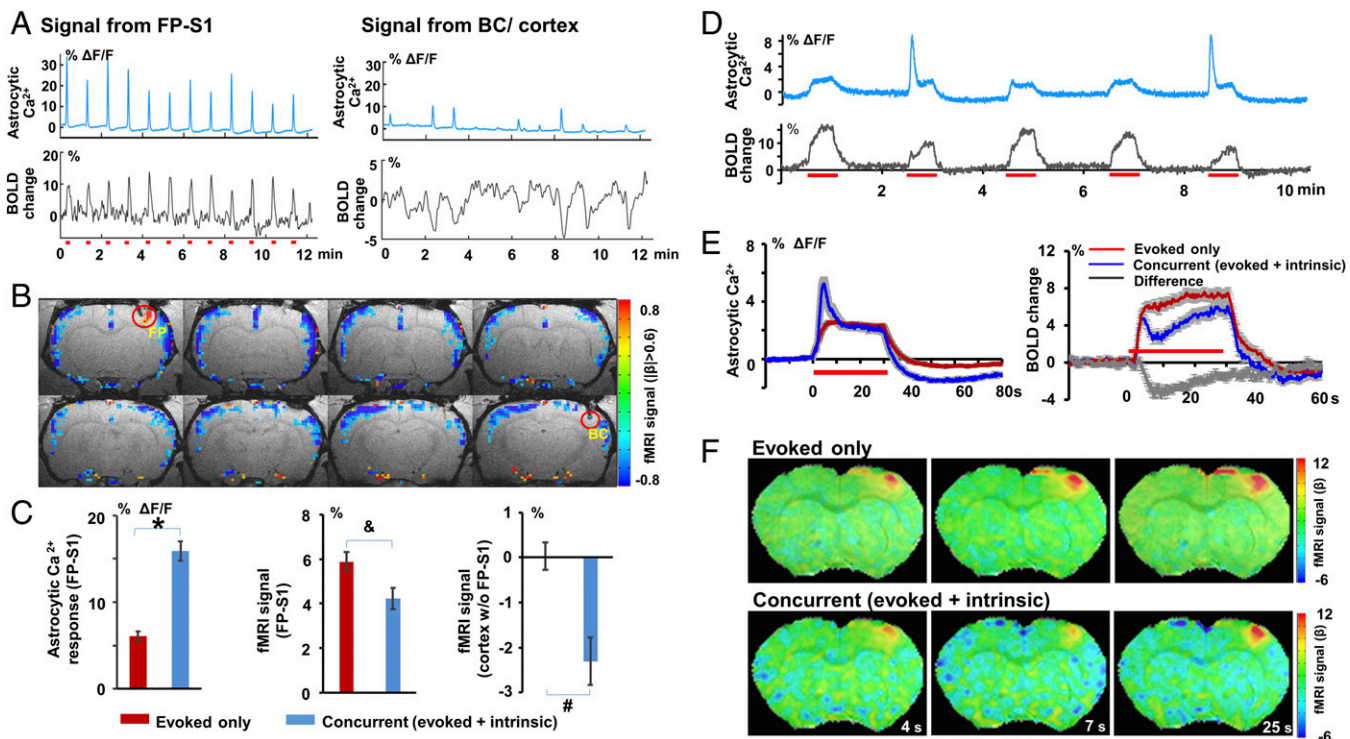 A
Signal from FP-S1
Signal from BC/ cortex
Astrocytic Ca²⁺
% ΔF/F
30
20
10
0
Astrocytic Ca²⁺
% ΔF/F
30
20
10
0
BOLD change
%
20
10
0
0 2 4 6 8 10 12 min
BOLD change
%
5
0
-5
0 2 4 6 8 10 12 min
B
FP
BC
0.8
fMRI signal (|β|>0.6)
-0.8
C
Astrocytic Ca²⁺ response (FP-S1)
% ΔF/F
20
15
10
5
0
*
fMRI signal (FP-S1)
%
8
6
4
2
0
&
fMRI signal (cortex w/o FP-S1)
%
1
0
-1
-2
-3
#
Evoked only
Concurrent (evoked + intrinsic)
D
Astrocytic Ca²⁺
% ΔF/F
8
4
2
0
BOLD change
%
10
0
2 4 6 8 10 min
E
Astrocytic Ca²⁺
% ΔF/F
6
4
2
0
0 20 40 60 80s
BOLD change
%
12
8
4
0
-4
0 20 40 60 s
Evoked only
Concurrent (evoked + intrinsic)
Difference
F
Evoked only
12
fMRI signal (β)
-6
Concurrent (evoked + intrinsic)
4 s
7 s
25 s
12
fMRI signal (β)
-6